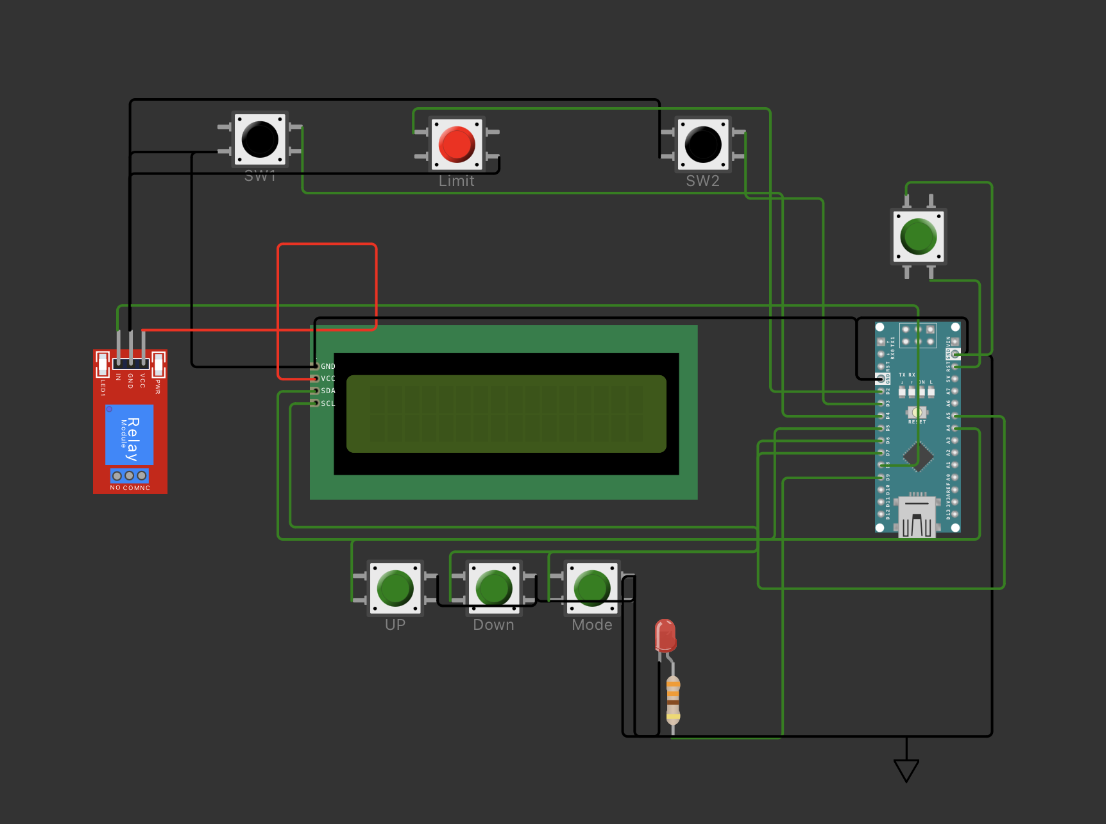 SW1
Limit
SW2
GND
VCC
SDA
SCL
IN
GND
VCC
LED1
PWR
Relay
Module
NO COM NC
TX RX
ON L
RESET
UP
Down
Mode